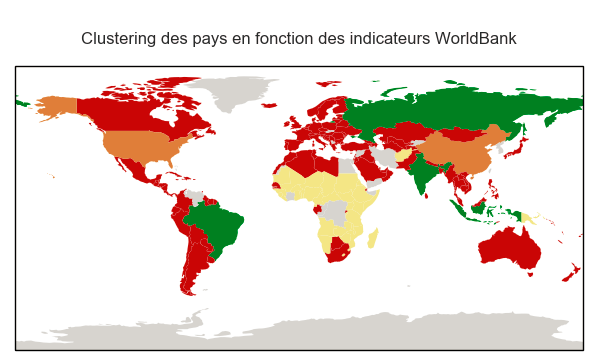 Clustering des pays en fonction des indicateurs WorldBank